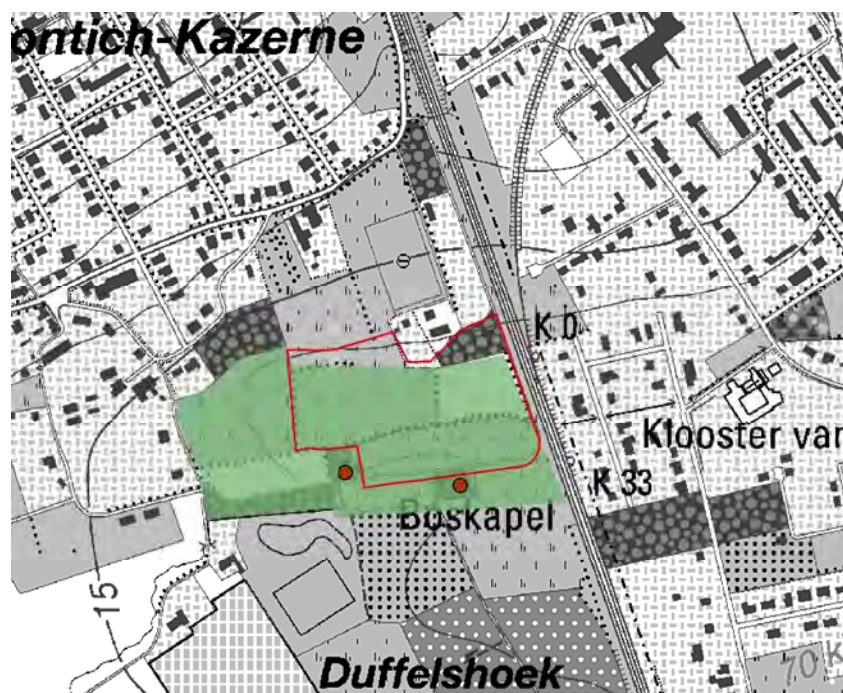 ontich-Kazerne
K 0
Klooster var
K 33
Boskapel
15
Duffelshoek
70 K